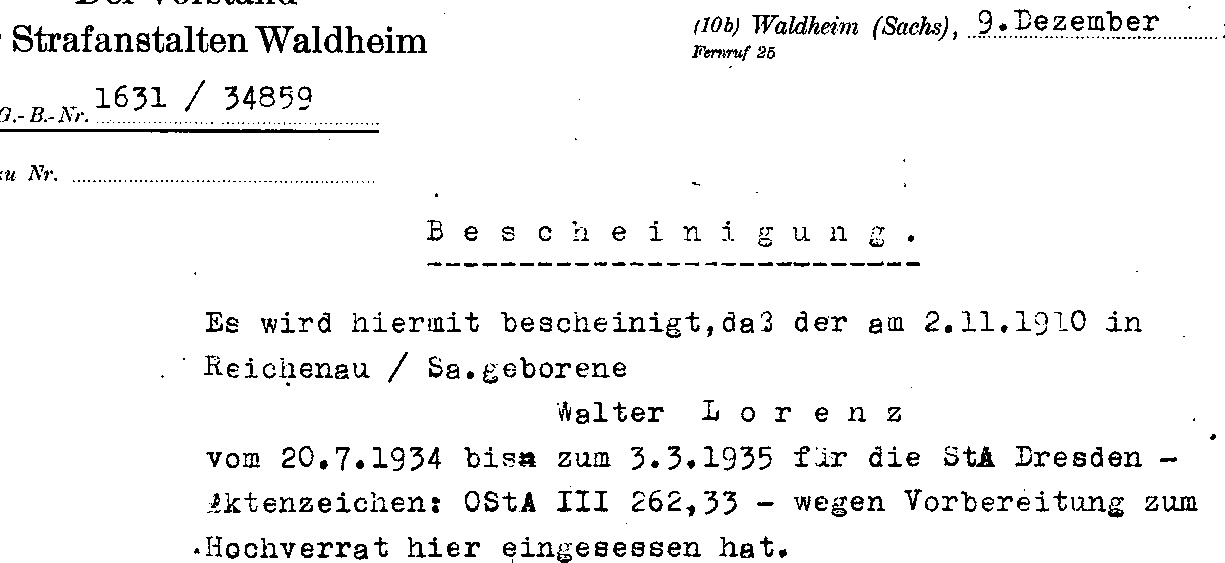 Der Vorstand
r Strafanstalten Waldheim
(10b) Waldheim (Sachs), 9.Dezember
Fernruf 25
G.-B.-Nr. 1631 / 34859
zu Nr.
B e s c h e i n i g u n g .
Es wird hiermit bescheinigt,daß der am 2.11.1910 in
Reichenau / Sa.geborene
Walter L o r e n z
vom 20.7.1934 bis zum 3.3.1935 für die StA Dresden -
Aktenzeichen: OStA III 262,33 - wegen Vorbereitung zum
Hochverrat hier eingesessen hat.